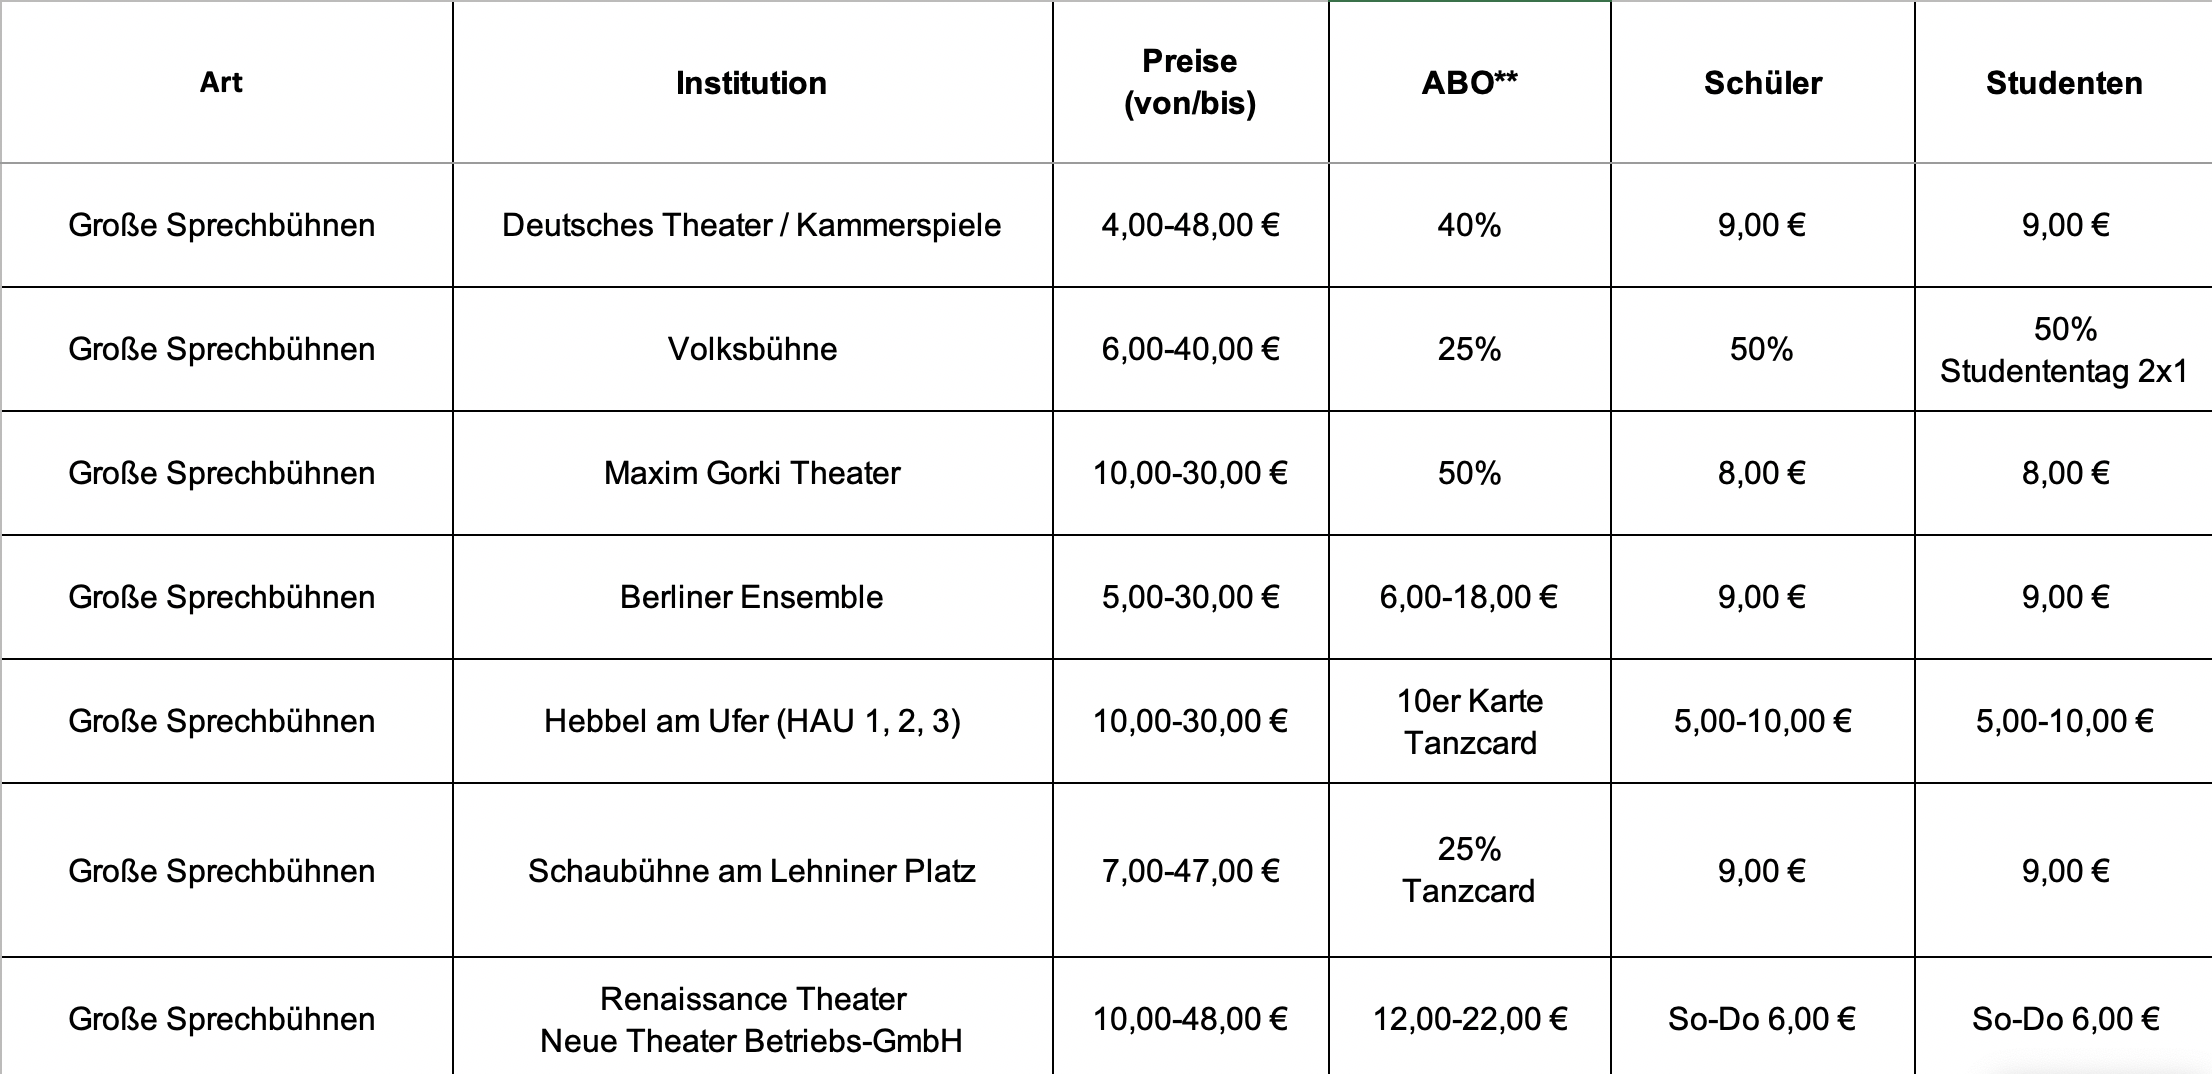 Art
Institution
Preise
(von/bis)
ABO**
Schüler
Studenten
Große Sprechbühnen
Deutsches Theater / Kammerspiele
4,00-48,00 €
40%
9,00 €
9,00 €
Große Sprechbühnen
Volksbühne
6,00-40,00 €
25%
50%
50%
Studententag 2x1
Große Sprechbühnen
Maxim Gorki Theater
10,00-30,00 €
50%
8,00 €
8,00 €
Große Sprechbühnen
Berliner Ensemble
5,00-30,00 €
6,00-18,00 €
9,00 €
9,00 €
Große Sprechbühnen
Hebbel am Ufer (HAU 1, 2, 3)
10,00-30,00 €
10er Karte
Tanzcard
5,00-10,00 €
5,00-10,00 €
Große Sprechbühnen
Schaubühne am Lehniner Platz
7,00-47,00 €
25%
Tanzcard
9,00 €
9,00 €
Große Sprechbühnen
Renaissance Theater
Neue Theater Betriebs-GmbH
10,00-48,00 €
12,00-22,00 €
So-Do 6,00 €
So-Do 6,00 €